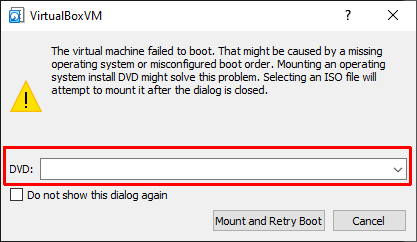 VirtualBoxVM
The virtual machine failed to boot. That might be caused by a missing
operating system or misconfigured boot order. Mounting an operating
system install DVD might solve this problem. Selecting an ISO file will
attempt to mount it after the dialog is closed.
DVD:
Do not show this dialog again
Mount and Retry Boot Cancel